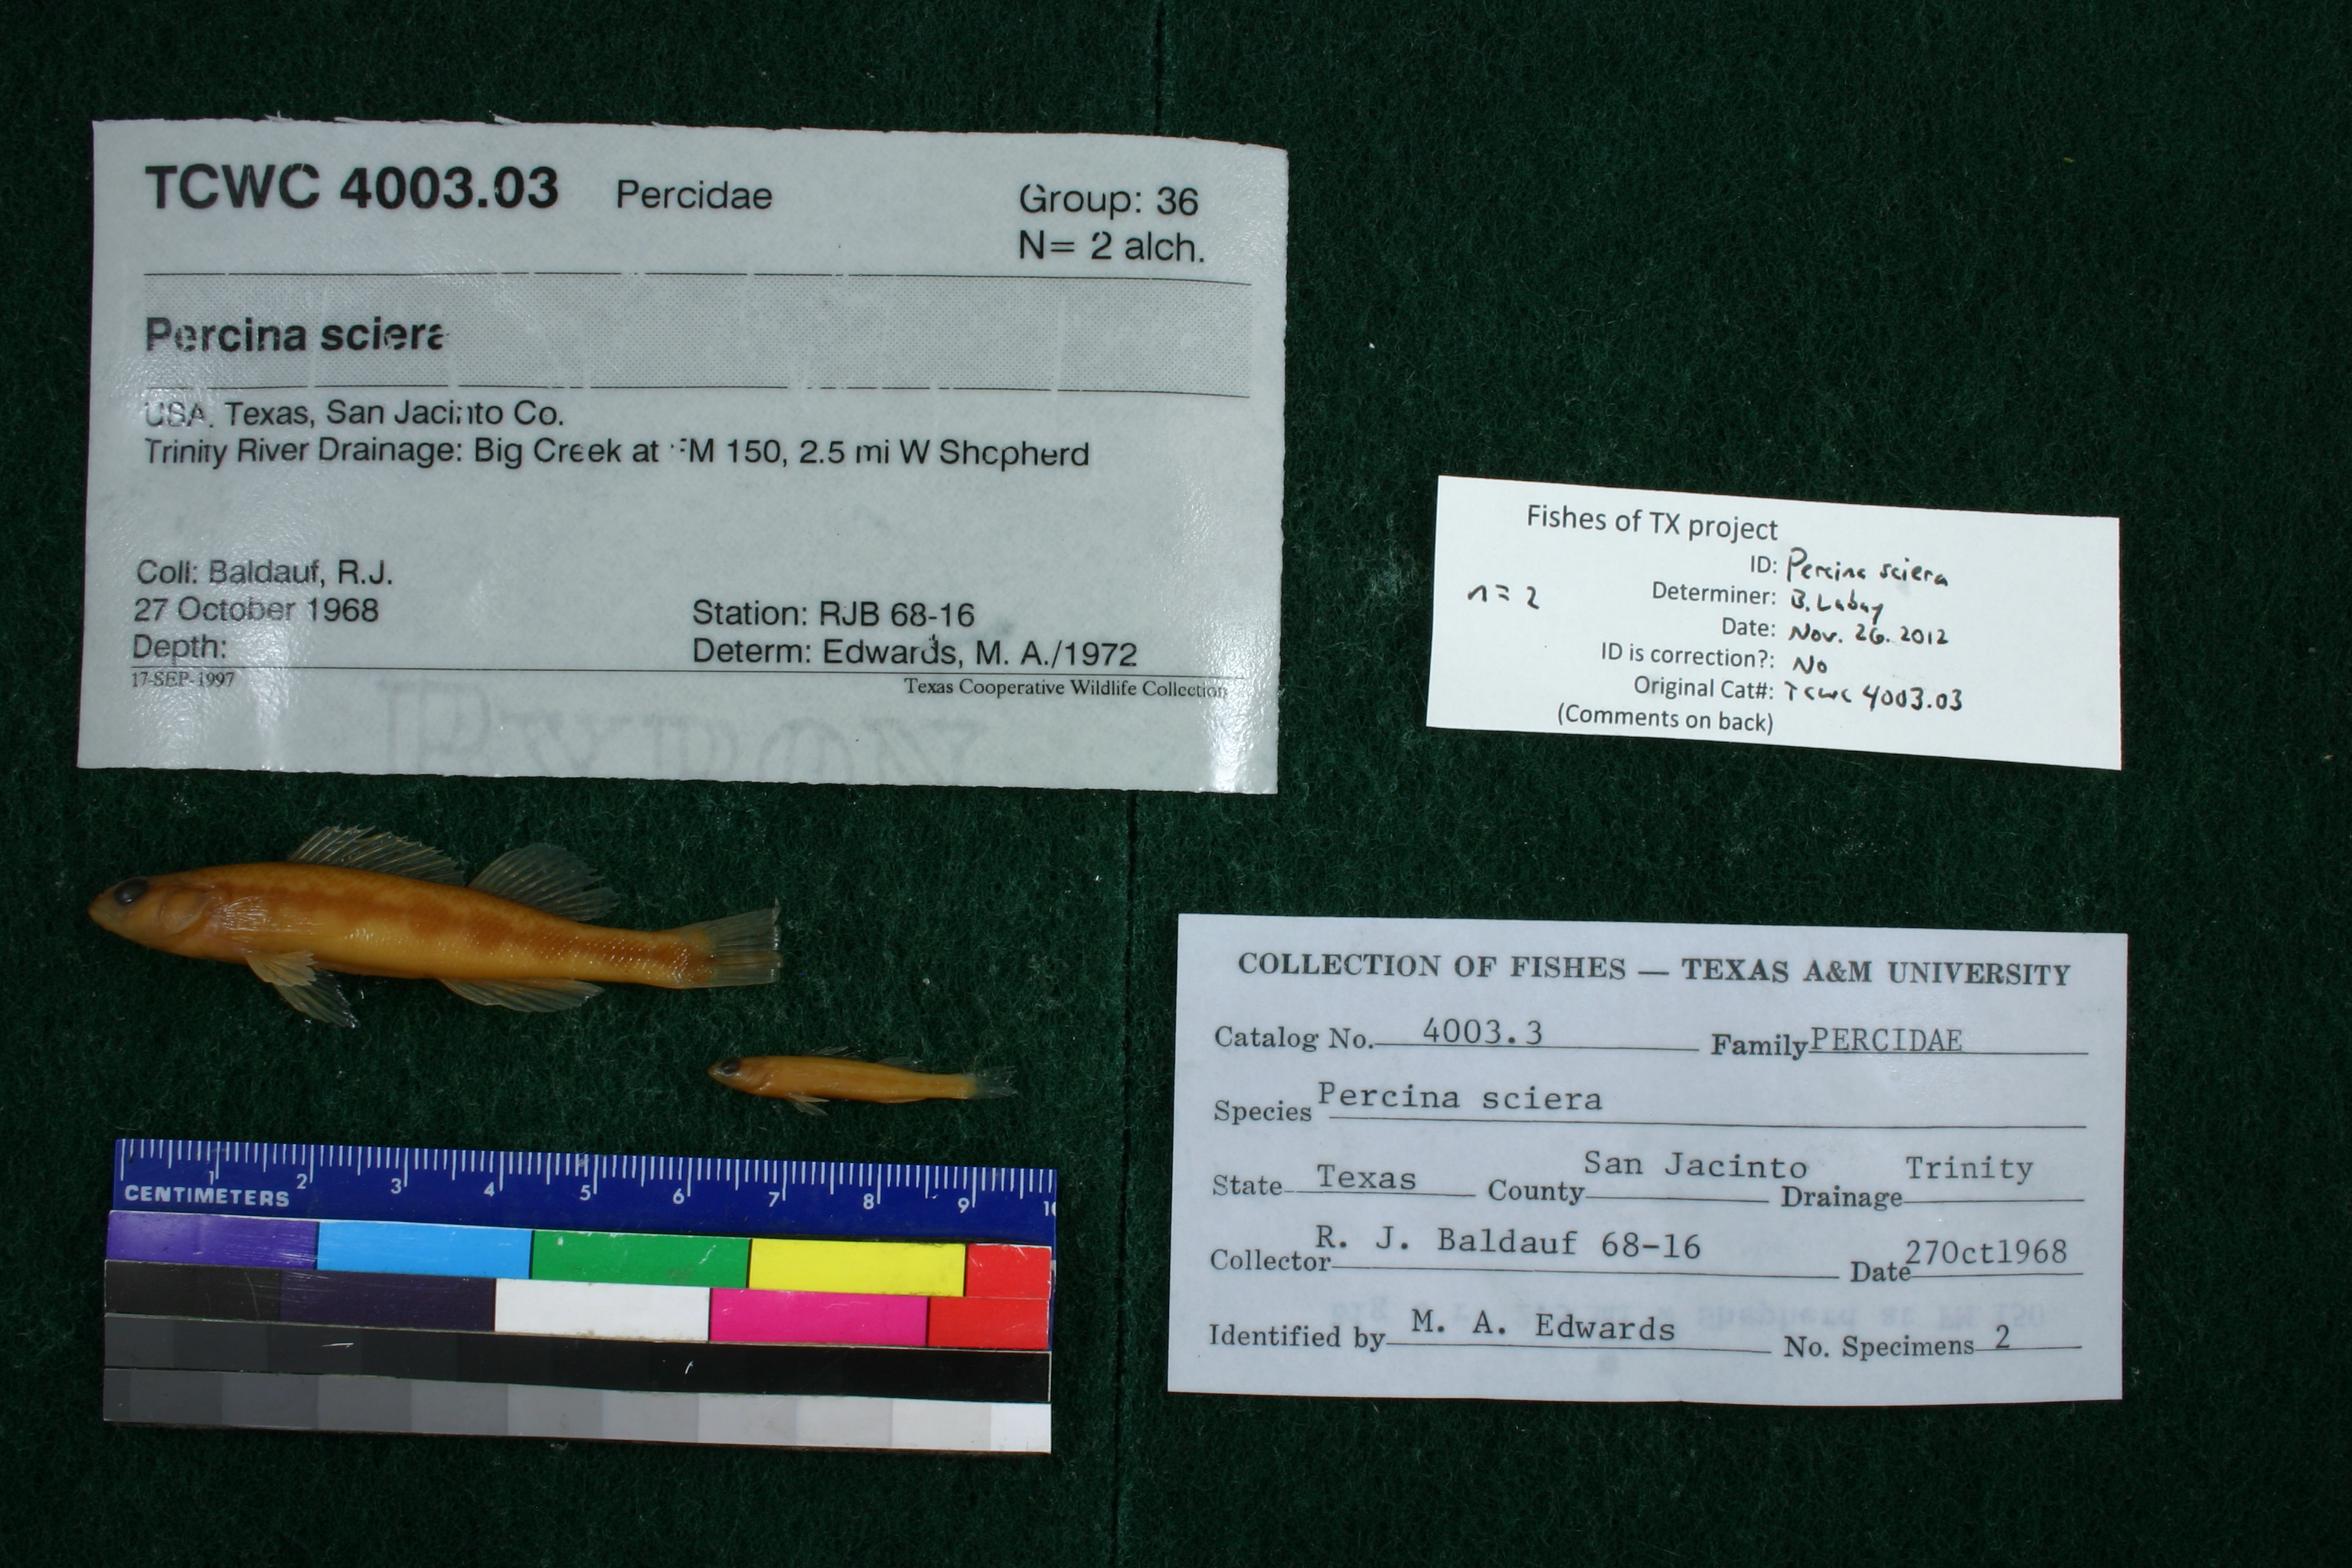 TCWC 4003.03 Percidae Group: 36
N= 2 alch.
Percina sciera
USA. Texas, San Jacinto Co.
Trinity River Drainage: Big Creek at FM 150, 2.5 mi W Shepherd
Coll: Baldauf, R.J.
27 October 1968 Station: RJB 68-16
Depth: Determ: Edwards, M. A./1972
17-SEP-1997 Texas Cooperative Wildlife Collection
Fishes of TX project
ID: Percina sciera
n=2 Determiner: B. Labay
Date: Nov. 26. 2012
ID is correction?: No
Original Cat#: TCWC 4003.03
(Comments on back)
COLLECTION OF FISHES — TEXAS A&M UNIVERSITY
Catalog No. 4003.3 Family PERCIDAE
Species Percina sciera
State Texas County San Jacinto Drainage Trinity
Collector R. J. Baldauf 68-16 Date 27Oct1968
Identified by M. A. Edwards No. Specimens 2
1 2 3 4 5 6 7 8 9 10
CENTIMETERS